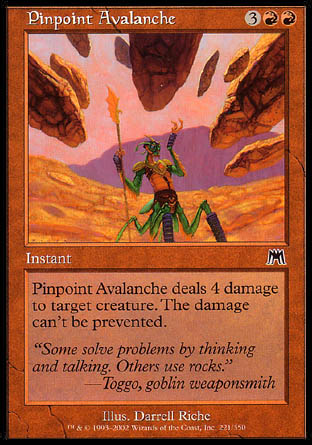 Pinpoint Avalanche 3
Instant
Pinpoint Avalanche deals 4 damage
to target creature. The damage
can't be prevented.
"Some solve problems by thinking
and talking. Others use rocks."
—Toggo, goblin weaponsmith
Illus. Darrell Riche
™ & © 1993–2002 Wizards of the Coast, Inc. 221/350